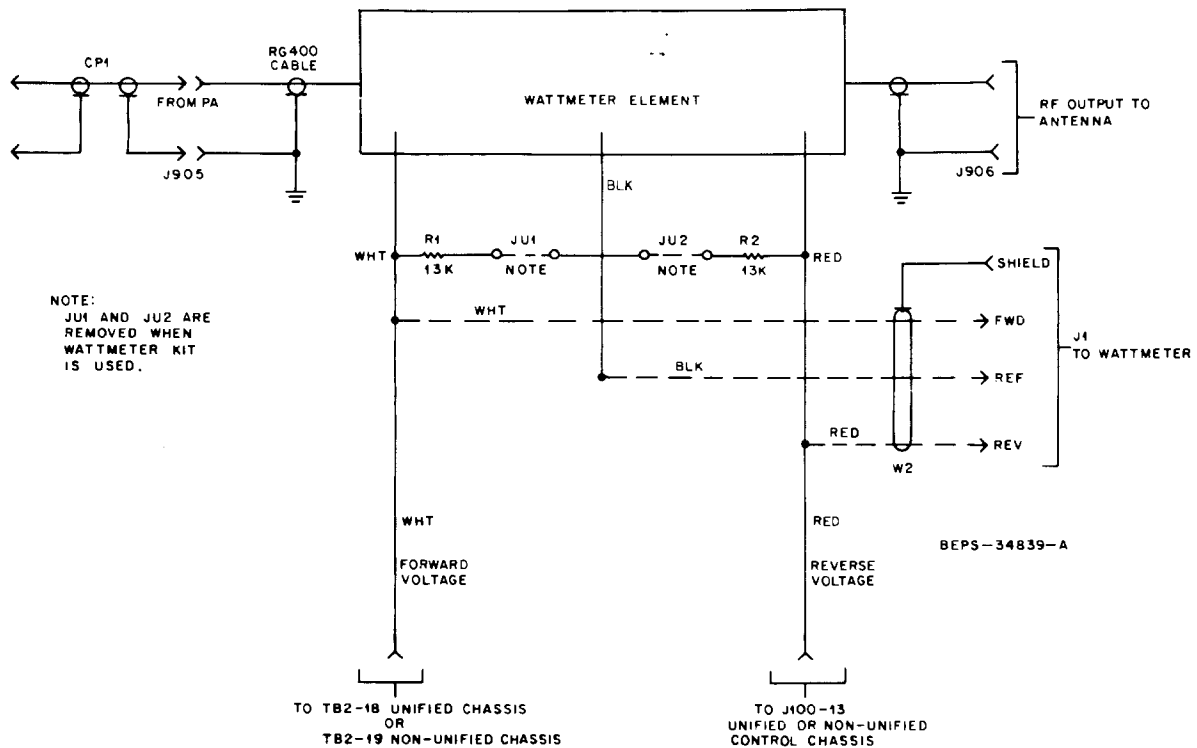 CP1
FROM PA
J905
RG400
CABLE
WATTMETER ELEMENT
RF OUTPUT TO
ANTENNA
J906
BLK
WHT
R1
13K
JU1
NOTE
JU2
NOTE
R2
13K
RED
NOTE:
JU1 AND JU2 ARE
REMOVED WHEN
WATTMETER KIT
IS USED.
SHIELD
WHT
FWD
BLK
REF
RED
REV
J1
TO WATTMETER
W2
WHT
FORWARD
VOLTAGE
RED
REVERSE
VOLTAGE
BEPS-34839-A
TO TB2-18 UNIFIED CHASSIS
OR
TB2-19 NON-UNIFIED CHASSIS
TO J100-13
UNIFIED OR NON-UNIFIED
CONTROL CHASSIS